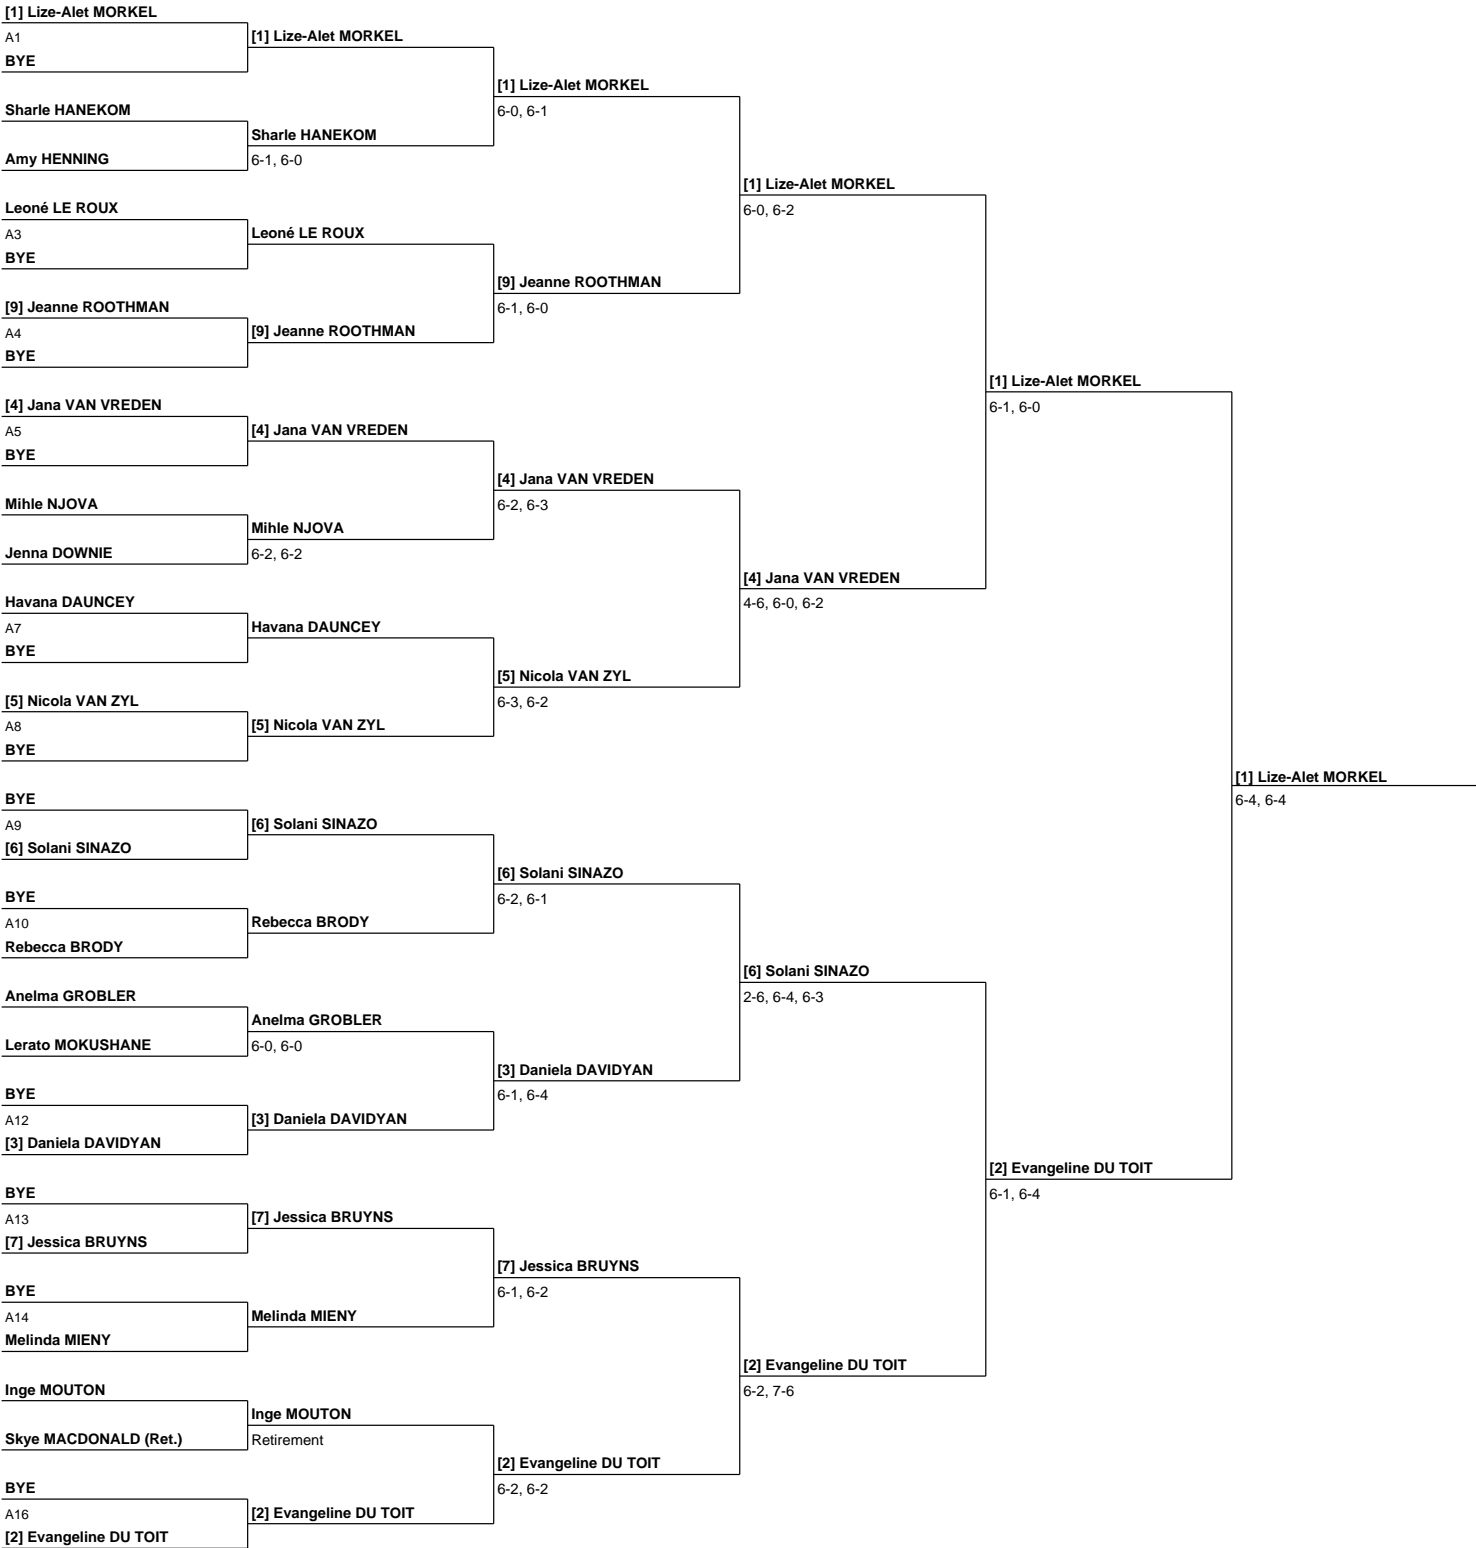 [1] Lize-Alet MORKEL
A1
BYE
Sharle HANEKOM
Amy HENNING
Leoné LE ROUX
A3
BYE
[9] Jeanne ROOTHMAN
A4
BYE
[4] Jana VAN VREDEN
A5
BYE
Mihle NJOVA
Jenna DOWNIE
Havana DAUNCEY
A7
BYE
[5] Nicola VAN ZYL
A8
BYE
BYE
A9
[6] Solani SINAZO
BYE
A10
Rebecca BRODY
Anelma GROBLER
Lerato MOKUSHANE
BYE
A12
[3] Daniela DAVIDYAN
BYE
A13
[7] Jessica BRUYNS
BYE
A14
Melinda MIENY
Inge MOUTON
Skye MACDONALD (Ret.)
BYE
A16
[2] Evangeline DU TOIT
[1] Lize-Alet MORKEL
Sharle HANEKOM
6-1, 6-0
Leoné LE ROUX
[9] Jeanne ROOTHMAN
[4] Jana VAN VREDEN
Mihle NJOVA
6-2, 6-2
Havana DAUNCEY
[5] Nicola VAN ZYL
[6] Solani SINAZO
Rebecca BRODY
Anelma GROBLER
6-0, 6-0
[3] Daniela DAVIDYAN
[7] Jessica BRUYNS
Melinda MIENY
Inge MOUTON
Retirement
[2] Evangeline DU TOIT
[1] Lize-Alet MORKEL
6-0, 6-1
[9] Jeanne ROOTHMAN
6-1, 6-0
[4] Jana VAN VREDEN
6-2, 6-3
[5] Nicola VAN ZYL
6-3, 6-2
[6] Solani SINAZO
6-2, 6-1
[3] Daniela DAVIDYAN
6-1, 6-4
[7] Jessica BRUYNS
6-1, 6-2
[2] Evangeline DU TOIT
6-2, 6-2
[1] Lize-Alet MORKEL
6-0, 6-2
[4] Jana VAN VREDEN
4-6, 6-0, 6-2
[6] Solani SINAZO
2-6, 6-4, 6-3
[2] Evangeline DU TOIT
6-2, 7-6
[1] Lize-Alet MORKEL
6-1, 6-0
[2] Evangeline DU TOIT
6-1, 6-4
[1] Lize-Alet MORKEL
6-4, 6-4